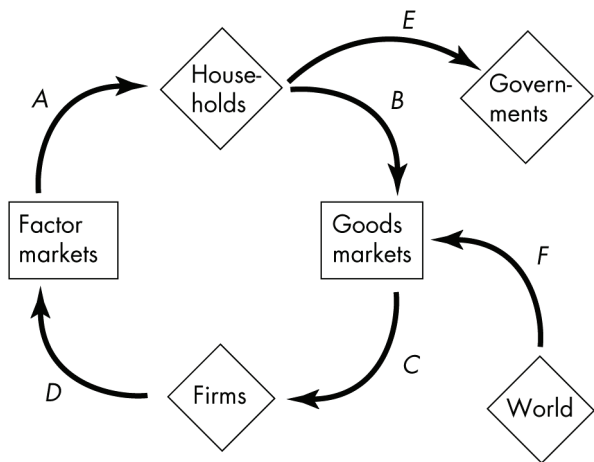 E
House-
holds
Govern-
ments
A
B
Factor
markets
Goods
markets
F
D
Firms
C
World